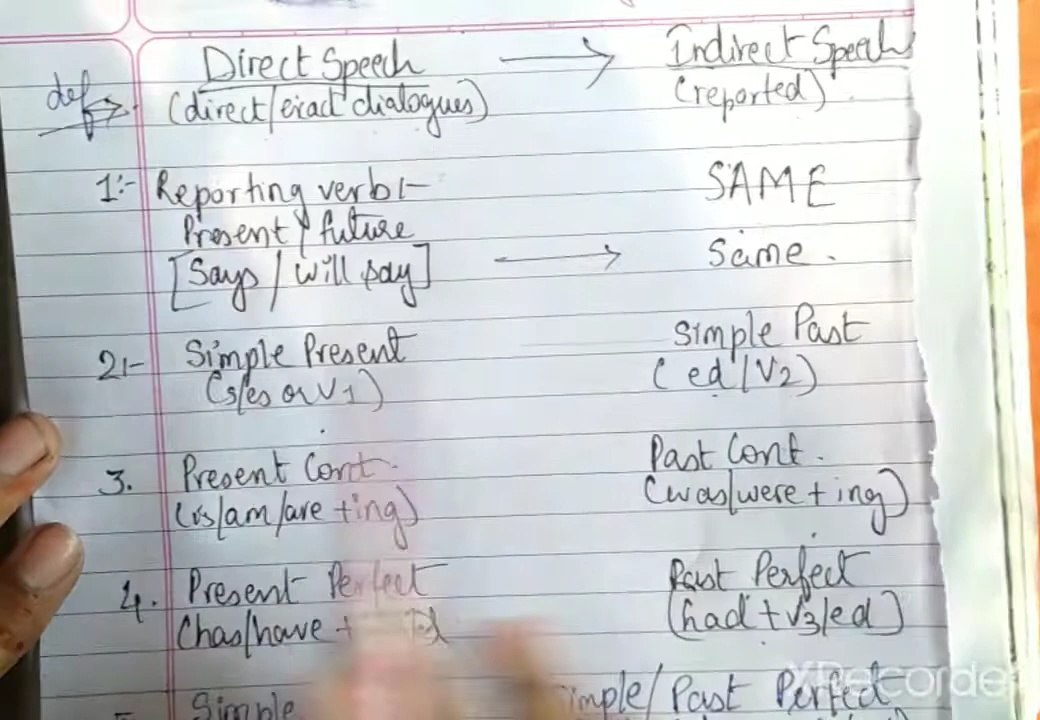 Direct Speech → Indirect Speech
def → (direct/exact dialogues) (reported)
1:- Reporting verb:- SAME
Present / future
[Says / will say] → Same.
2:- Simple Present Simple Past
(s/es or V1) (ed/V2)
3. Present Cont. Past Cont.
(is/am/are +ing) (was/were + ing)
4. Present Perfect Past Perfect
(has/have + (had + V3/ed)
Simple Simple/Past Perfect
XRecorder